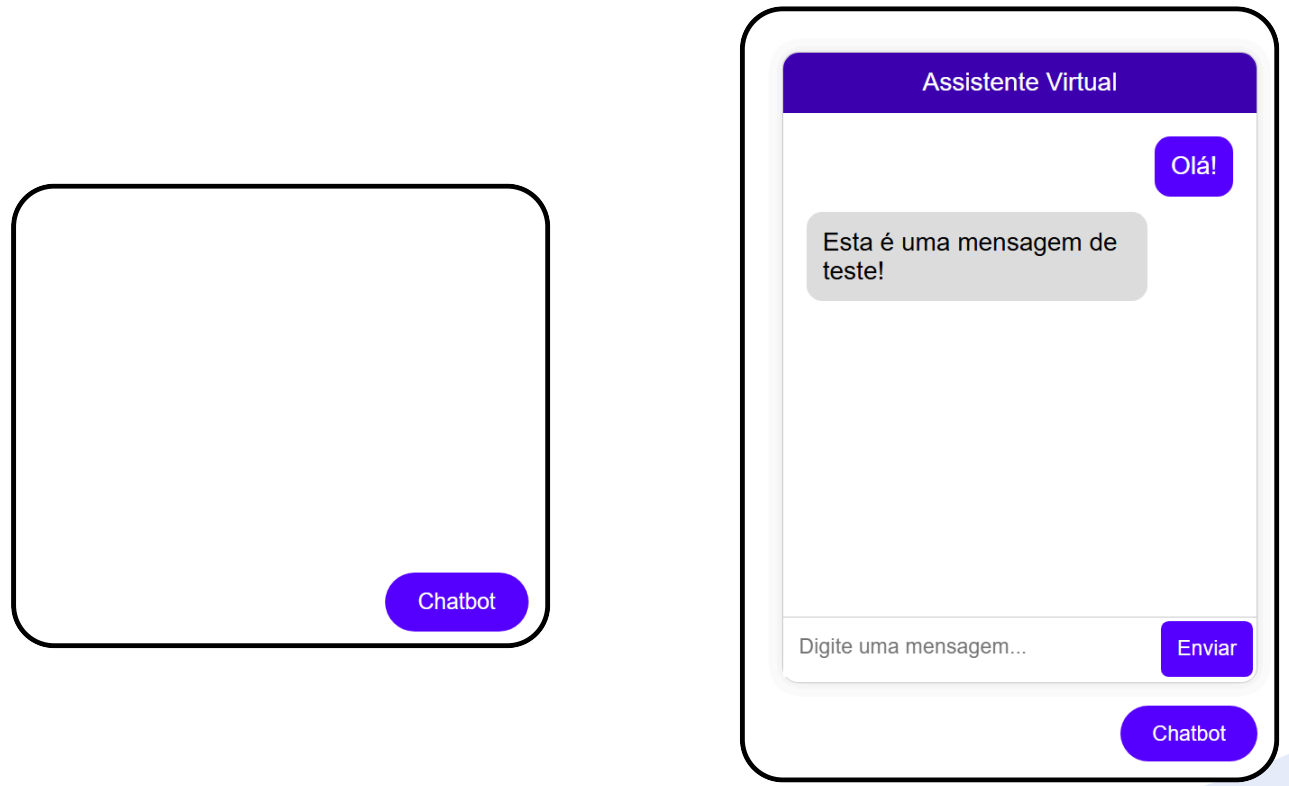 Chatbot
Assistente Virtual
Olá!
Esta é uma mensagem de
teste!
Digite uma mensagem...
Enviar
Chatbot